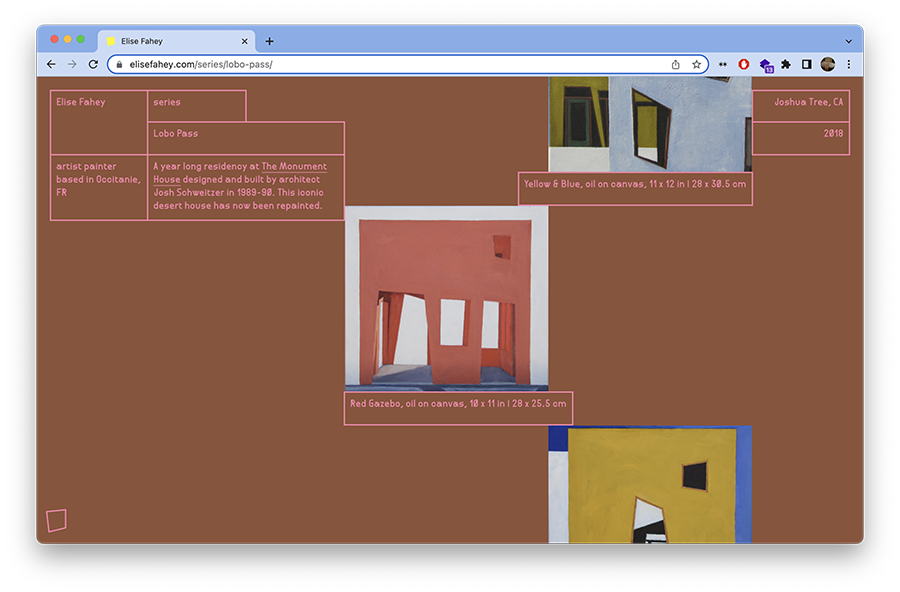 Elise Fahey
elisefahey.com/series/lobo-pass/
13
Elise Fahey
series
Joshua Tree, CA
Lobo Pass
2018
artist painter
based in Occitanie,
FR
A year long residency at The Monument
House designed and built by architect
Josh Schweitzer in 1989-90. This iconic
desert house has now been repainted.
Yellow & Blue, oil on canvas, 11 x 12 in | 28 x 30.5 cm
Red Gazebo, oil on canvas, 10 x 11 in | 28 x 25.5 cm